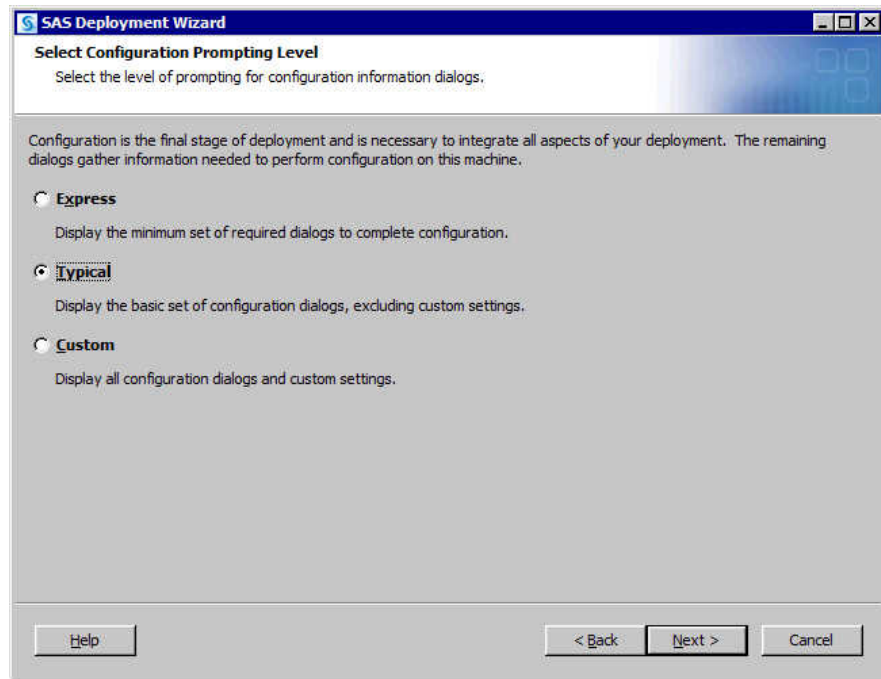 SAS Deployment Wizard
Select Configuration Prompting Level
Select the level of prompting for configuration information dialogs.
Configuration is the final stage of deployment and is necessary to integrate all aspects of your deployment. The remaining
dialogs gather information needed to perform configuration on this machine.
Express
Display the minimum set of required dialogs to complete configuration.
Typical
Display the basic set of configuration dialogs, excluding custom settings.
Custom
Display all configuration dialogs and custom settings.
Help
< Back
Next >
Cancel